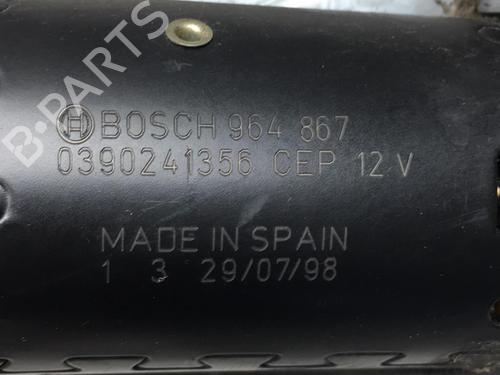 B-PARTS
BOSCH 964 867
0390241356 CEP 12 V
MADE IN SPAIN
1 3 29/07/98